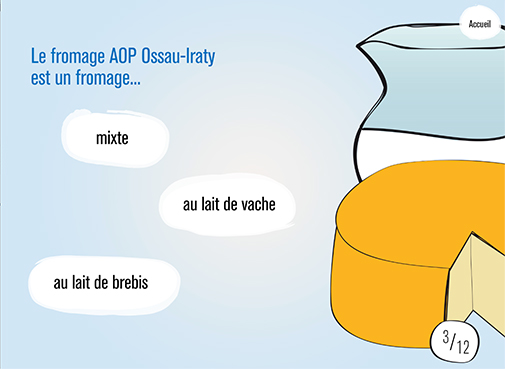 Accueil
Le fromage AOP Ossau-Iraty
est un fromage...
mixte
au lait de vache
au lait de brebis
3/12